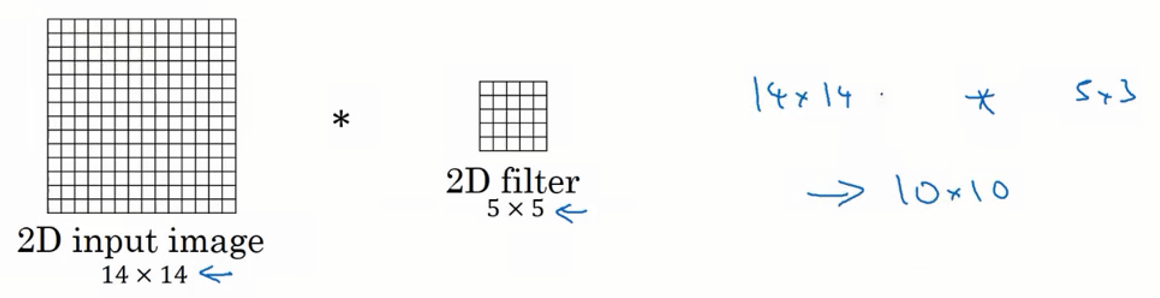 *
2D input image
14 × 14 ←
2D filter
5 × 5 ←
14×14 * 5×3
→ 10×10